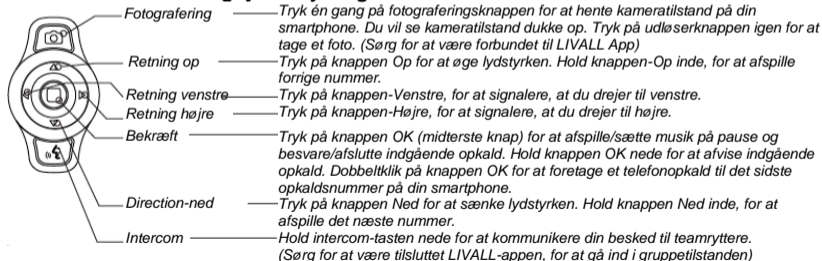 Fotografering
Tryk én gang på fotograferingsknappen for at hente kameratilstand på din
smartphone. Du vil se kameratilstand dukke op. Tryk på udløserknappen igen for at
tage et foto. (Sørg for at være forbundet til LIVALL App)
Retning op
Tryk på knappen Op for at øge lydstyrken. Hold knappen-Op inde, for at afspille
forrige nummer.
Retning venstre
Tryk på knappen-Venstre, for at signalere, at du drejer til venstre.
Retning højre
Tryk på knappen-Højre, for at signalere, at du drejer til højre.
Bekræft
Tryk på knappen OK (midterste knap) for at afspille/sætte musik på pause og
besvare/afslutte indgående opkald. Hold knappen OK nede for at afvise indgående
opkald. Dobbeltklik på knappen OK for at foretage et telefonopkald til det sidste
opkaldsnummer på din smartphone.
Direction-ned
Tryk på knappen Ned for at sænke lydstyrken. Hold knappen Ned inde, for at
afspille det næste nummer.
Intercom
Hold intercom-tasten nede for at kommunikere din besked til teamryttere.
(Sørg for at være tilsluttet LIVALL-appen, for at gå ind i gruppetilstanden)